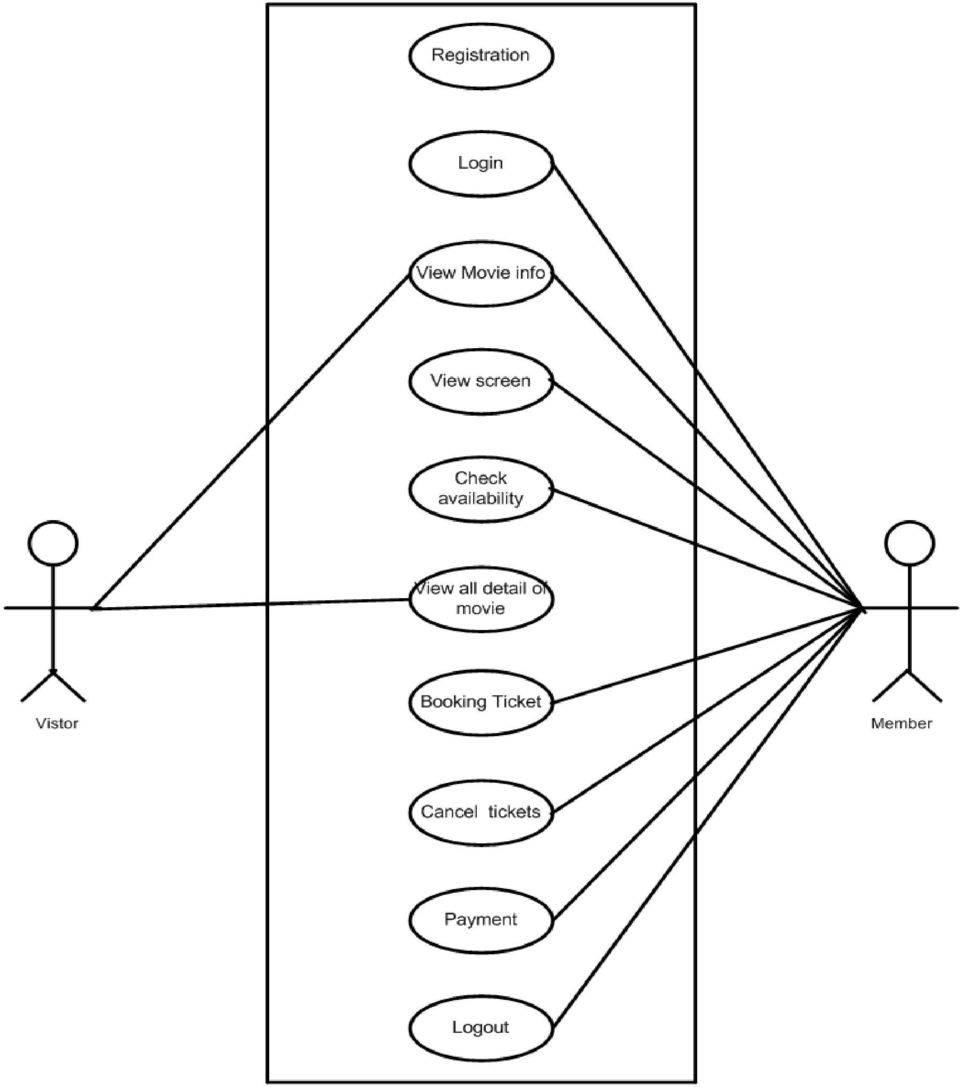 Registration
Login
View Movie info
View screen
Check
availability
View all detail of
movie
Booking Ticket
Cancel tickets
Payment
Logout
Vistor
Member